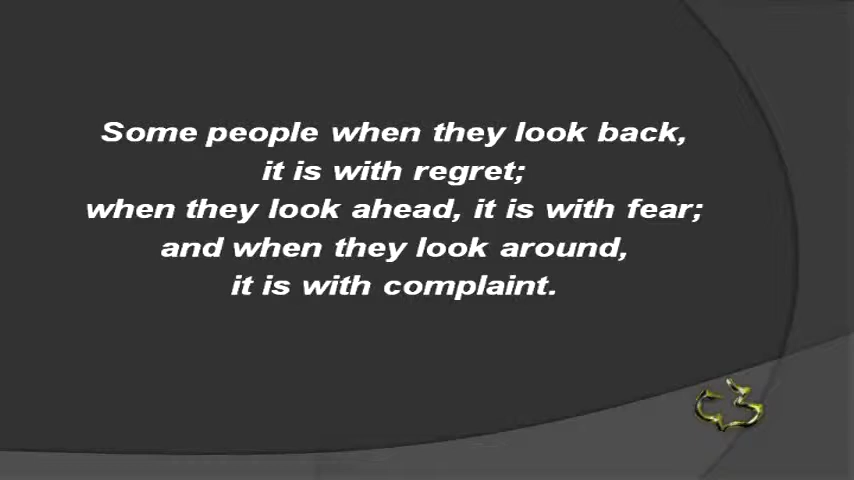 Some people when they look back,
it is with regret;
when they look ahead, it is with fear;
and when they look around,
it is with complaint.